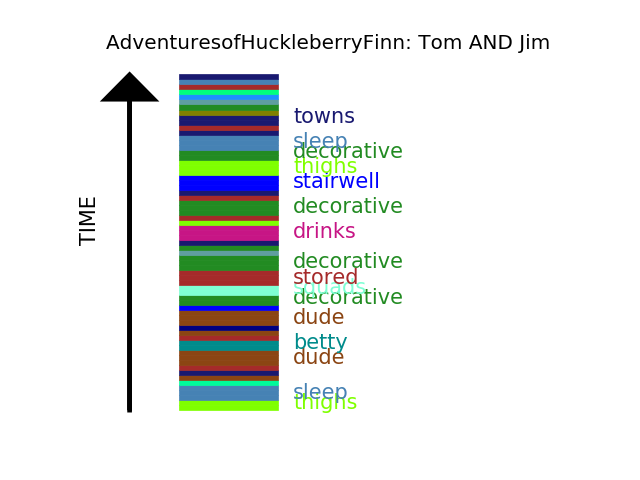 AdventuresofHuckleberryFinn: Tom AND Jim
TIME
towns
sleep
decorative
thighs
stairwell
decorative
drinks
decorative
stored
squads
decorative
dude
betty
dude
sleep
thighs